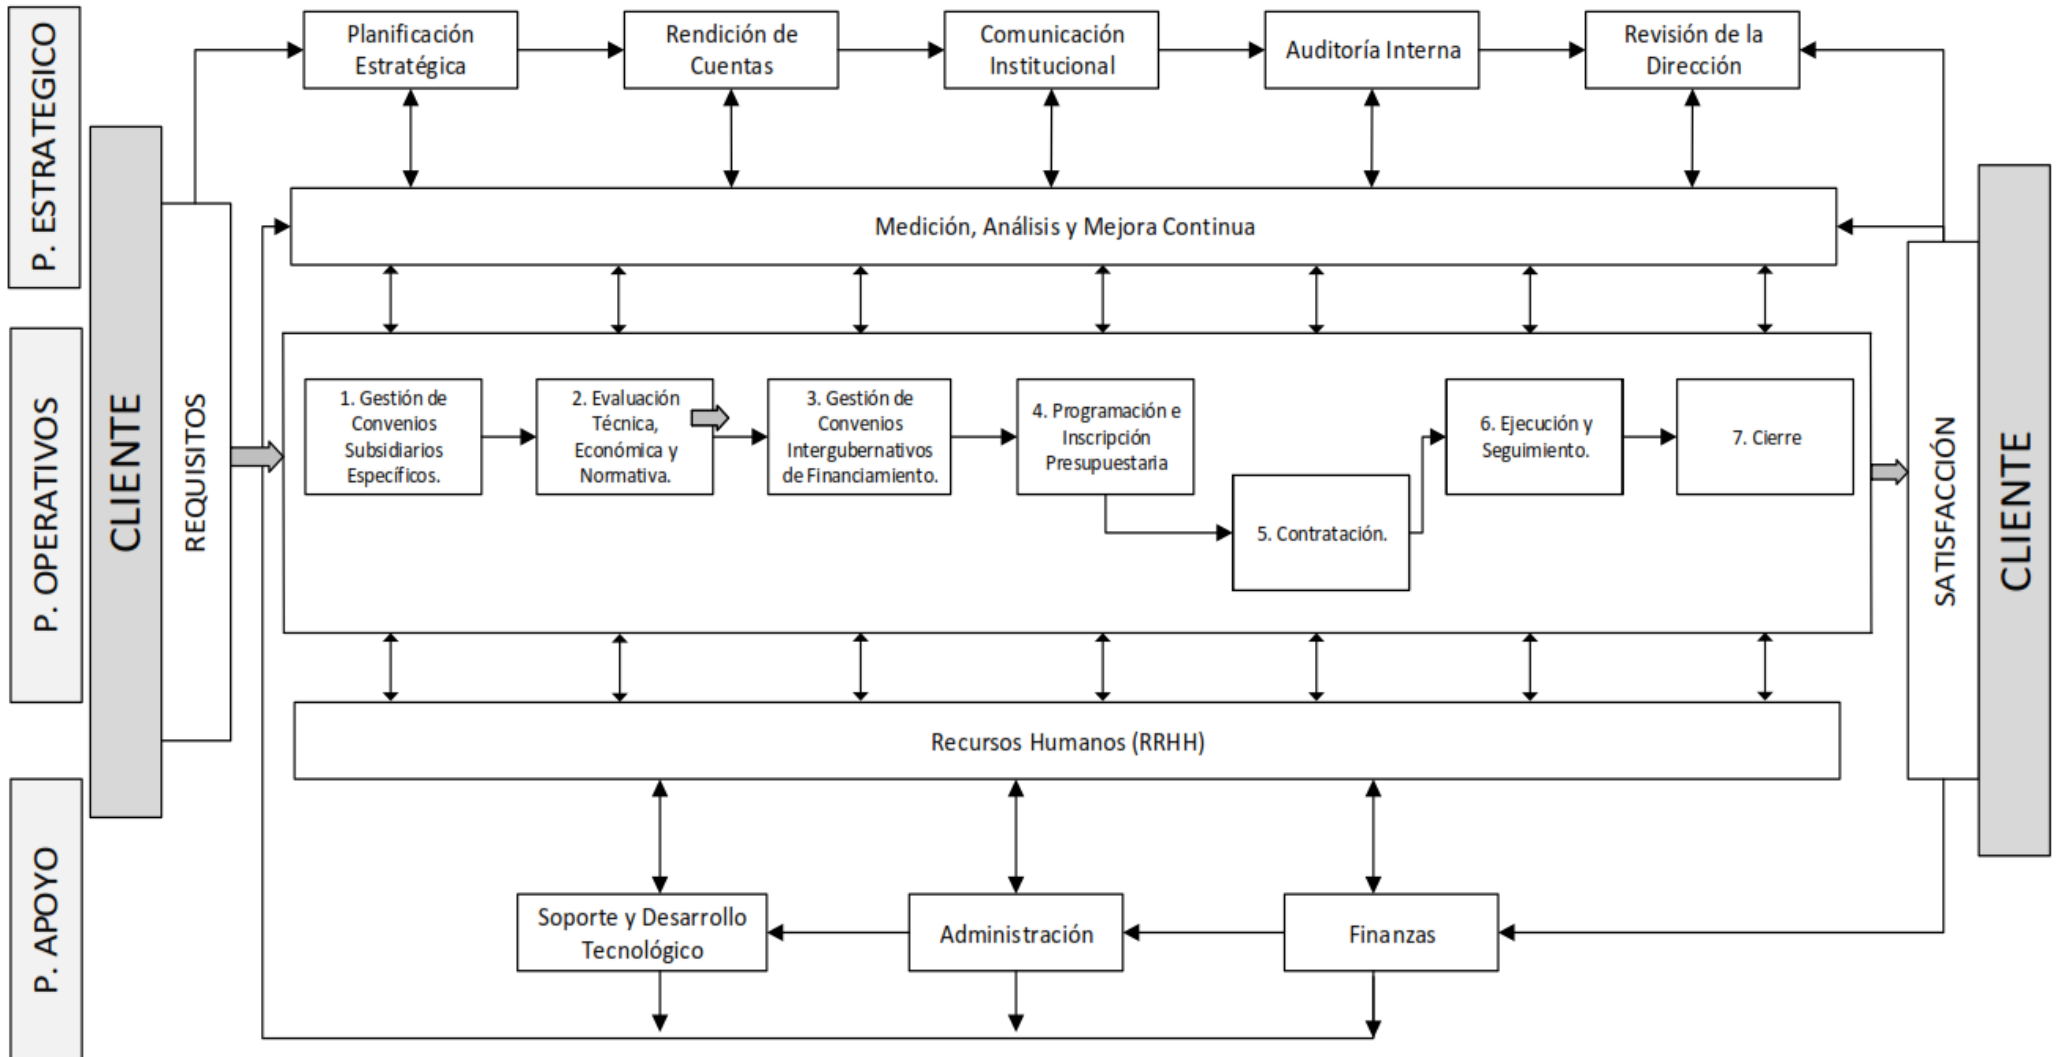 P. ESTRATEGICO
Planificación
Estratégica
Rendición de
Cuentas
Comunicación
Institucional
Auditoría Interna
Revisión de la
Dirección
CLIENTE
REQUISITOS
Medición, Análisis y Mejora Continua
P. OPERATIVOS
1. Gestión de
Convenios
Subsidiarios
Específicos.
2. Evaluación
Técnica,
Económica y
Normativa.
3. Gestión de
Convenios
Intergubernativos
de Financiamiento.
4. Programación e
Inscripción
Presupuestaria
5. Contratación.
6. Ejecución y
Seguimiento.
7. Cierre
SATISFACCIÓN
CLIENTE
Recursos Humanos (RRHH)
P. APOYO
Soporte y Desarrollo
Tecnológico
Administración
Finanzas